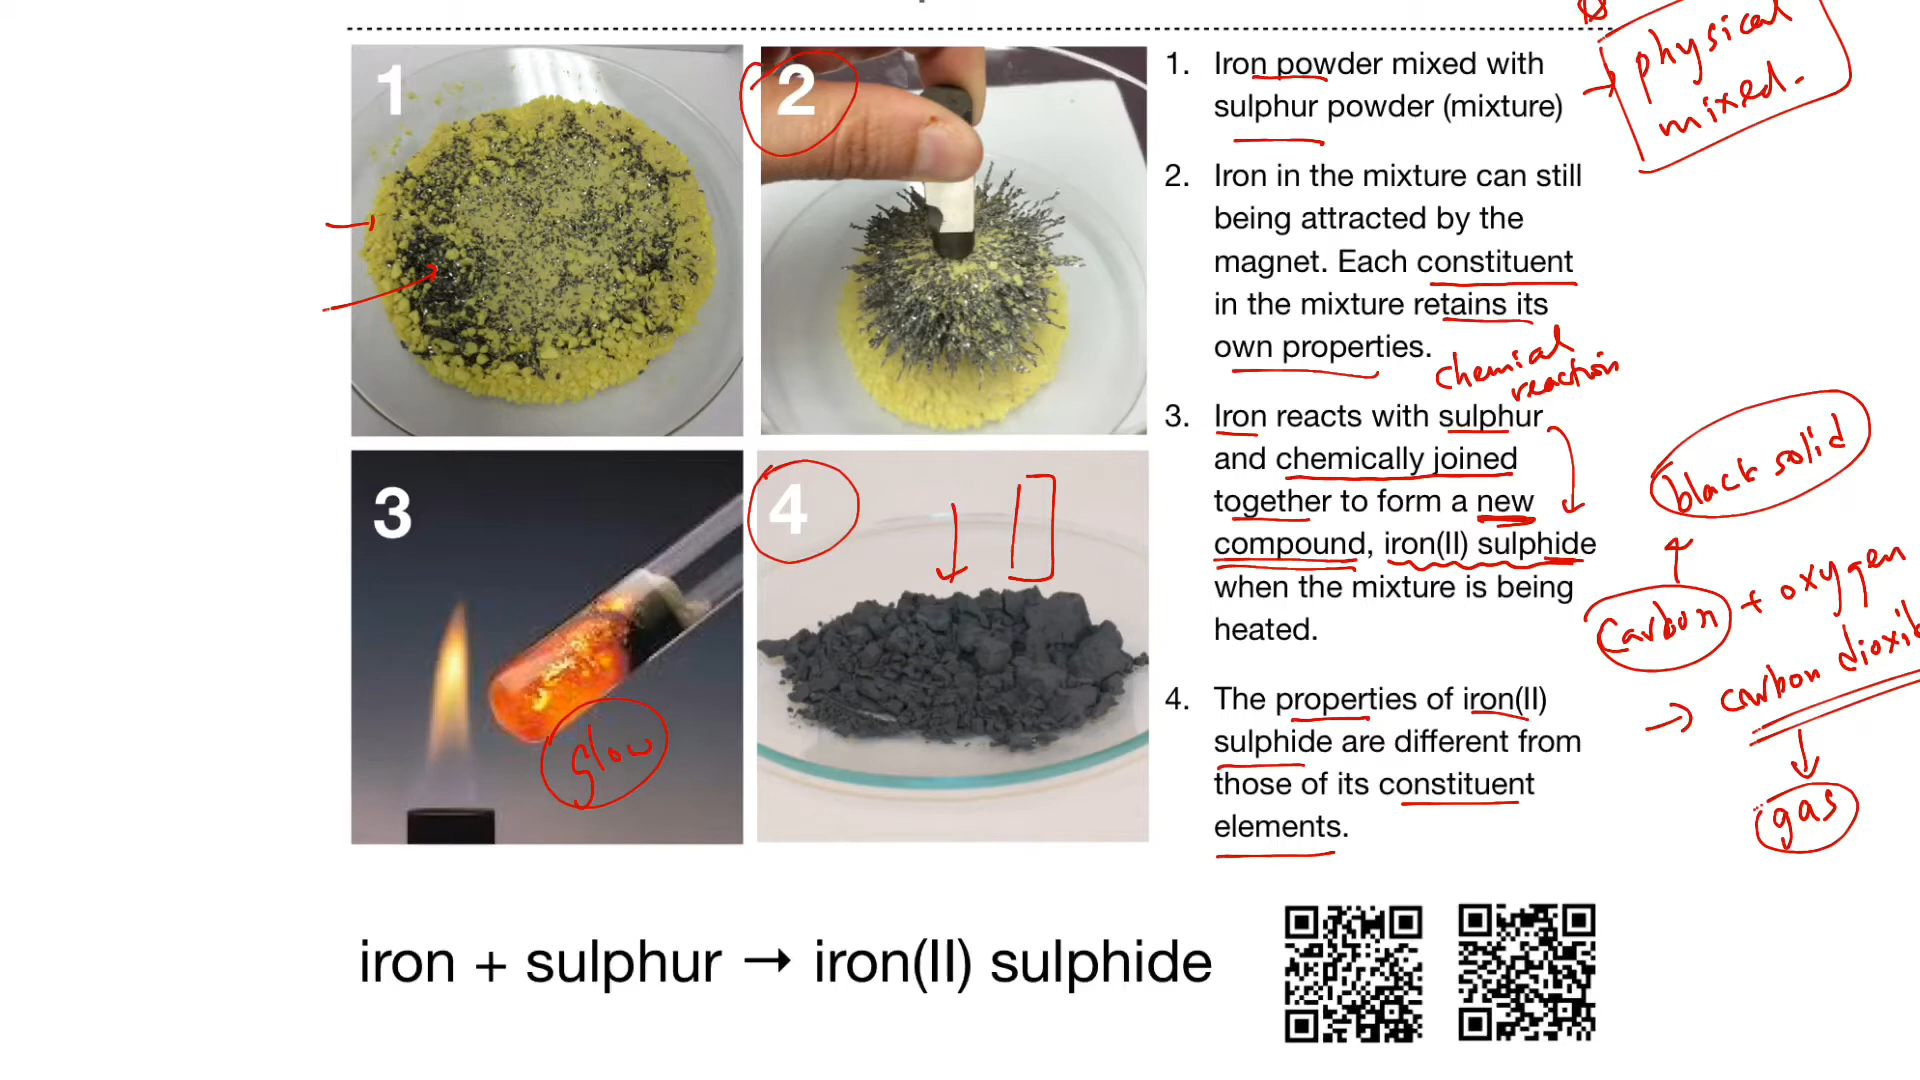 1
2
3
4
1. Iron powder mixed with
sulphur powder (mixture)
→ physical
mixed.
2. Iron in the mixture can still
being attracted by the
magnet. Each constituent
in the mixture retains its
own properties.
chemial
reaction
3. Iron reacts with sulphur
and chemically joined
together to form a new
compound, iron(II) sulphide
when the mixture is being
heated.
black solid
Carbon + oxygen
→ carbon dioxid
gas
glow
4. The properties of iron(II)
sulphide are different from
those of its constituent
elements.
iron + sulphur → iron(II) sulphide